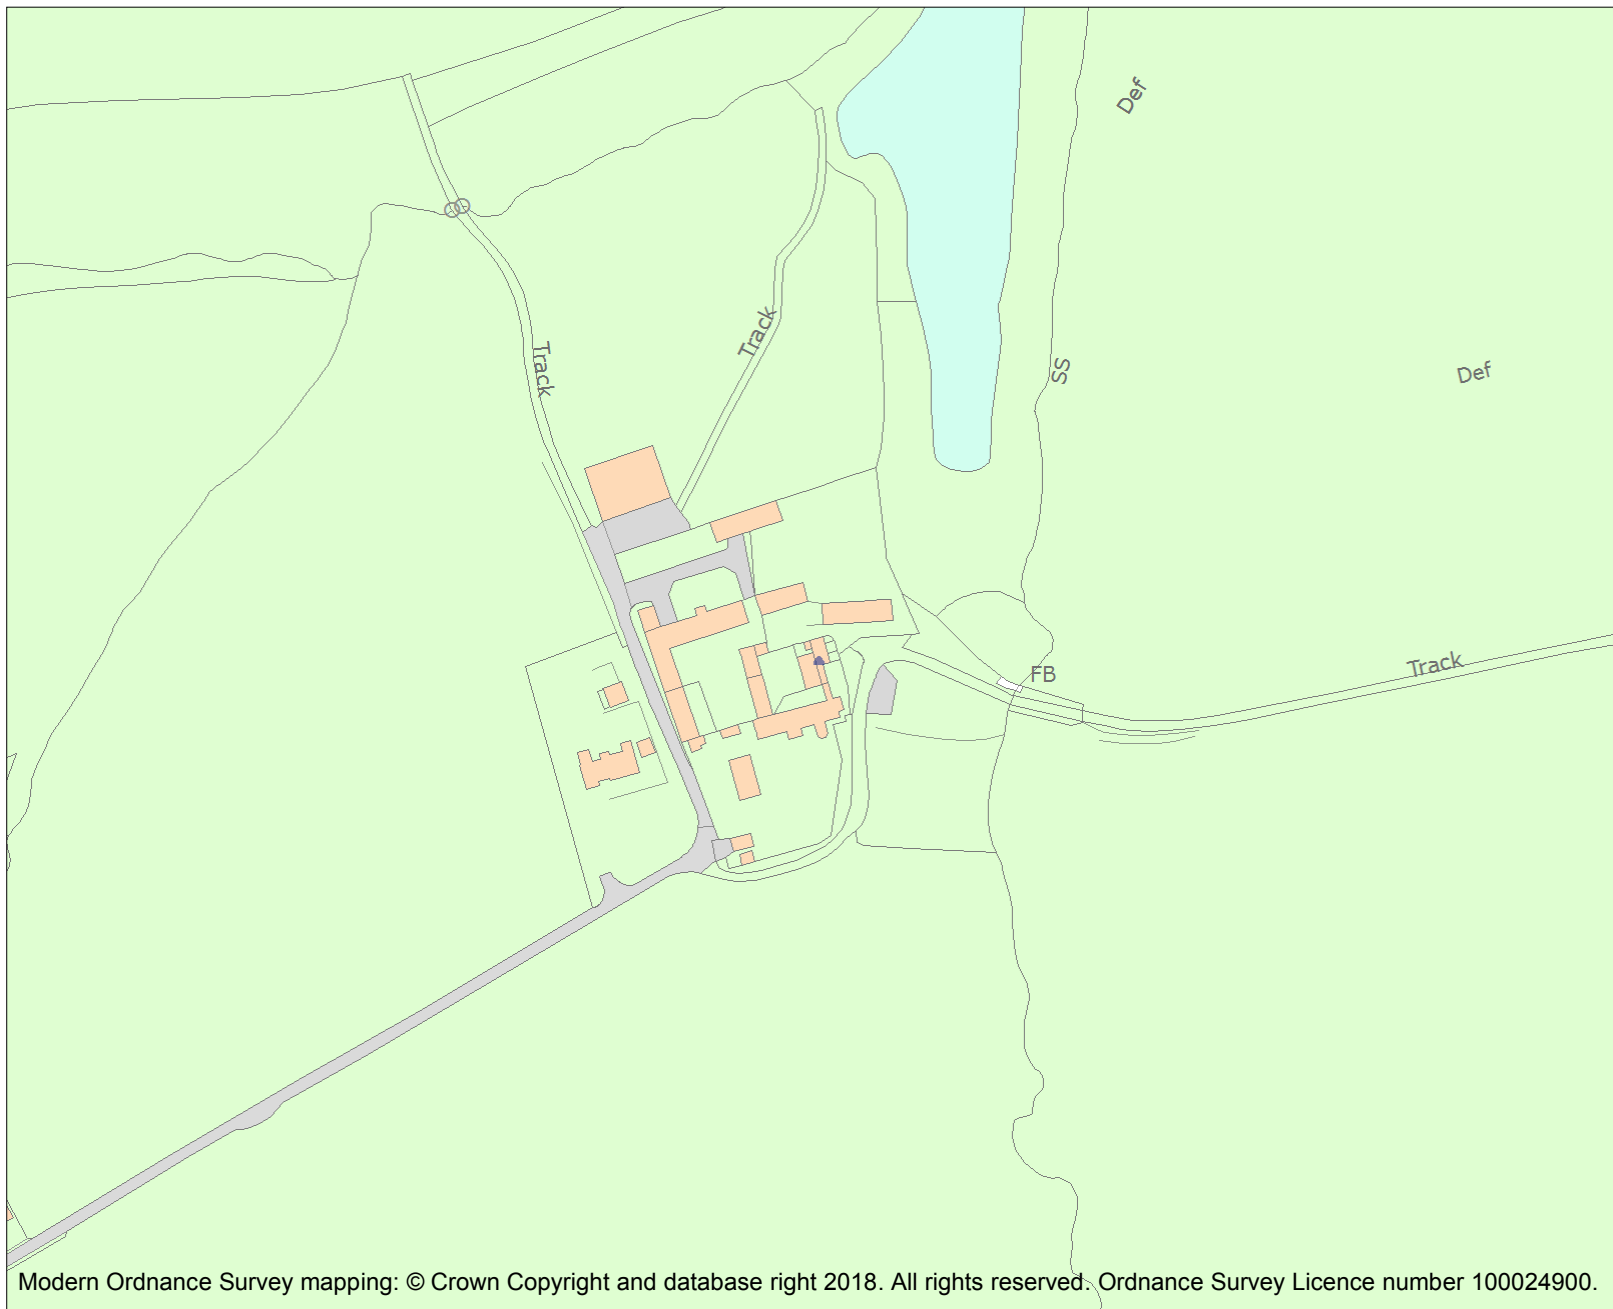 Def
Track
Track
SS
Def
Track
FB
Modern Ordnance Survey mapping: © Crown Copyright and database right 2018. All rights reserved. Ordnance Survey Licence number 100024900.